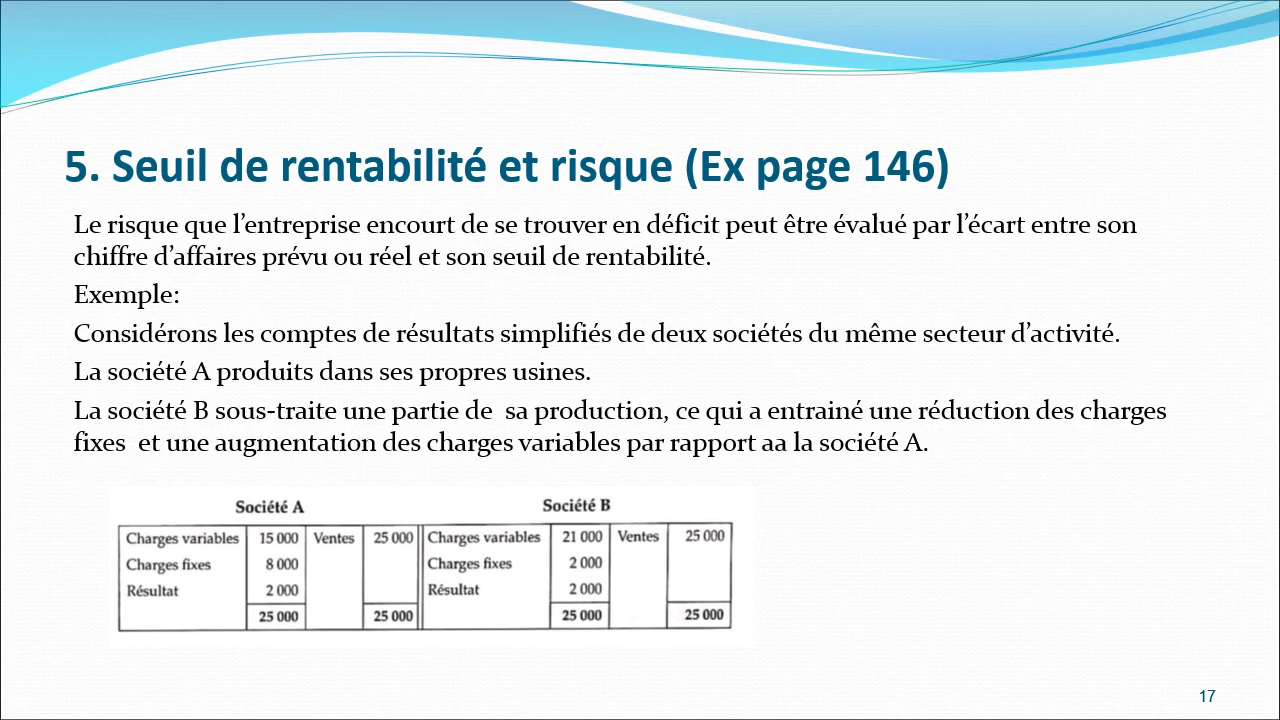 5. Seuil de rentabilité et risque (Ex page 146)
Le risque que l’entreprise encourt de se trouver en déficit peut être évalué par l’écart entre son
chiffre d’affaires prévu ou réel et son seuil de rentabilité.
Exemple:
Considérons les comptes de résultats simplifiés de deux sociétés du même secteur d’activité.
La société A produits dans ses propres usines.
La société B sous-traite une partie de  sa production, ce qui a entrainé une réduction des charges
fixes  et une augmentation des charges variables par rapport aa la société A.
Société A Société B
Charges variables 15 000 Ventes 25 000 Charges variables 21 000 Ventes 25 000
Charges fixes 8 000 Charges fixes 2 000
Résultat 2 000 Résultat 2 000
25 000 25 000 25 000 25 000
17